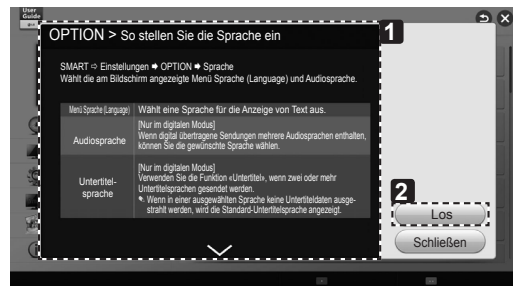 User
Guide
OPTION > So stellen Sie die Sprache ein
1
SMART ⇨ Einstellungen ➡ OPTION ➡ Sprache
Wählt die am Bildschirm angezeigte Menü Sprache (Language) und Audiosprache.
Menü Sprache (Language) Wählt eine Sprache für die Anzeige von Text aus.
Audiosprache
[Nur im digitalen Modus]
Wenn digital übertragene Sendungen mehrere Audiosprachen enthalten,
können Sie die gewünschte Sprache wählen.
Untertitel-
sprache
[Nur im digitalen Modus]
Verwenden Sie die Funktion «Untertitel», wenn zwei oder mehr
Untertitelsprachen gesendet werden.
Wenn in einer ausgewählten Sprache keine Untertiteldaten ausge-
strahlt werden, wird die Standard-Untertitelsprache angezeigt.
2
Los
Schließen